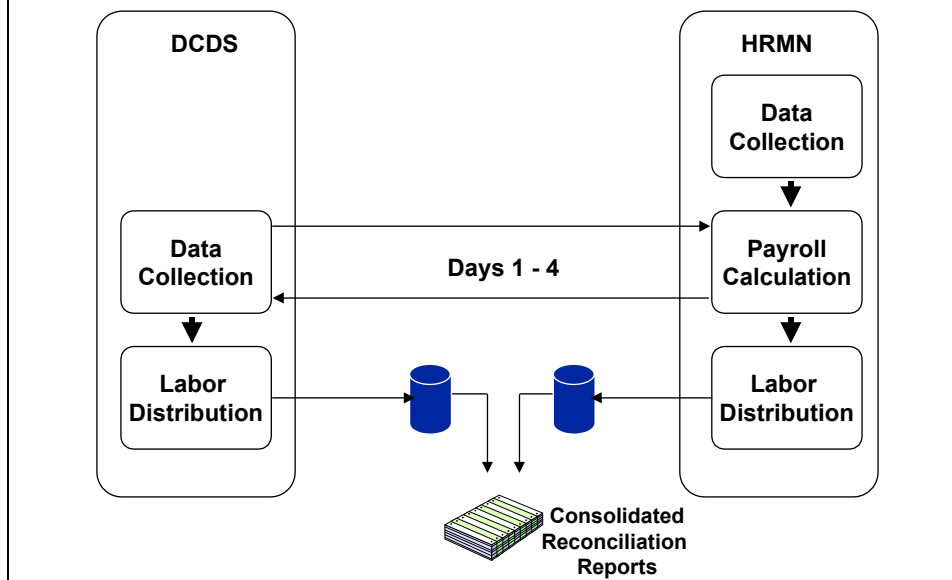 DCDS
HRMN
Data
Collection
Data
Collection
Days 1 - 4
Payroll
Calculation
Labor
Distribution
Labor
Distribution
Consolidated
Reconciliation
Reports